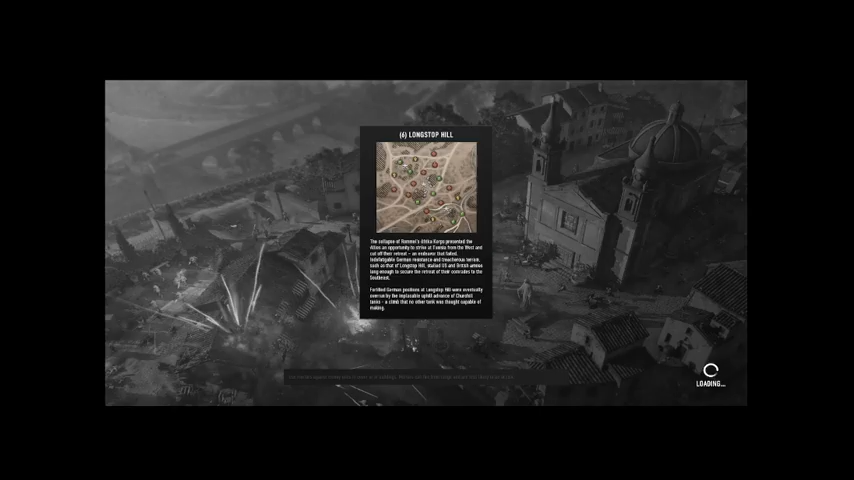 (6) LONGSTOP HILL
The collapse of Rommel's Afrika Korps presented the
Allies an opportunity to strike at Tunisia from the West and
cut off their retreat - an endeavor that failed.
Indefatigable German resistance and treacherous terrain,
such as that of Longstop Hill, stalled US and British armies
long enough to secure the retreat of their comrades to the
Southeast.
Fortified German positions at Longstop Hill were eventually
overrun by the implacable uphill advance of Churchill
tanks - a climb that no other tank was thought capable of
making.
LOADING...